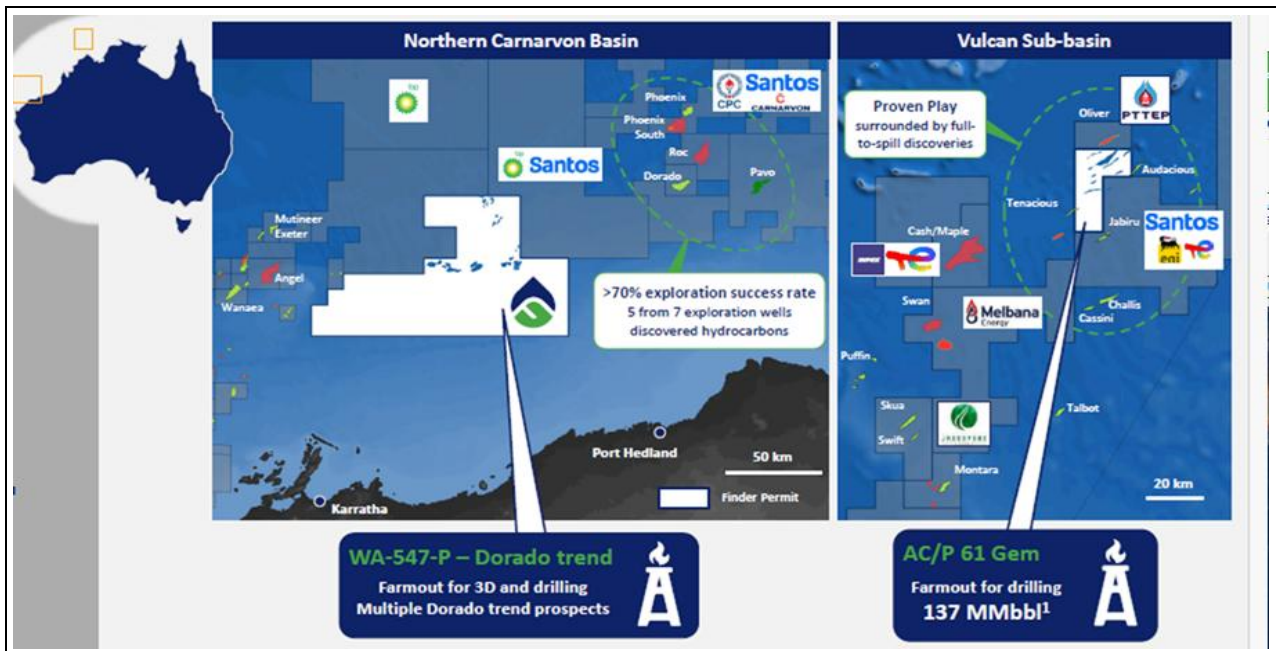 Northern Carnarvon Basin
bp
bp Santos
Phoenix
Phoenix South
Roc
Dorado
Pavo
CPC
Santos
CARNARVON
Mutineer
Exeter
Angel
Wanaea
>70% exploration success rate
5 from 7 exploration wells
discovered hydrocarbons
Port Hedland
Karratha
50 km
Finder Permit
WA-547-P – Dorado trend
Farmout for 3D and drilling
Multiple Dorado trend prospects
Vulcan Sub-basin
Proven Play
surrounded by full-
to-spill discoveries
Oliver
PTTEP
Audacious
Tenacious
Jabiru
Santos
eni
Cash/Maple
Swan
Melbana
Energy
Challis
Cassini
Puffin
Skua
Swift
Talbot
Montara
20 km
AC/P 61 Gem
Farmout for drilling
137 MMbbl¹